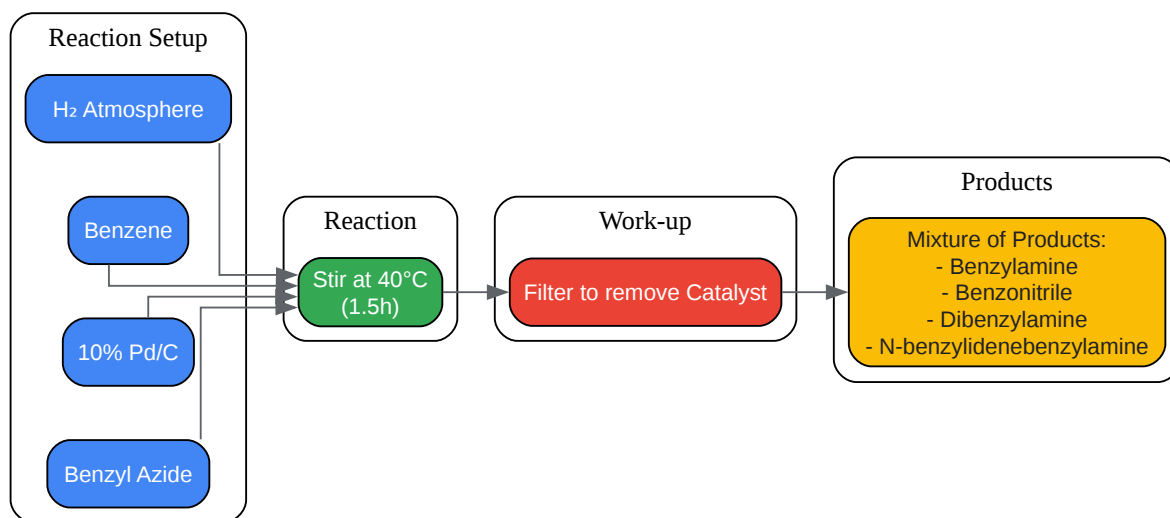 Reaction Setup
H₂ Atmosphere
Benzene
10% Pd/C
Benzyl Azide
Reaction
Stir at 40°C
(1.5h)
Work-up
Filter to remove Catalyst
Products
Mixture of Products:
- Benzylamine
- Benzonitrile
- Dibenzylamine
- N-benzylidenebenzylamine